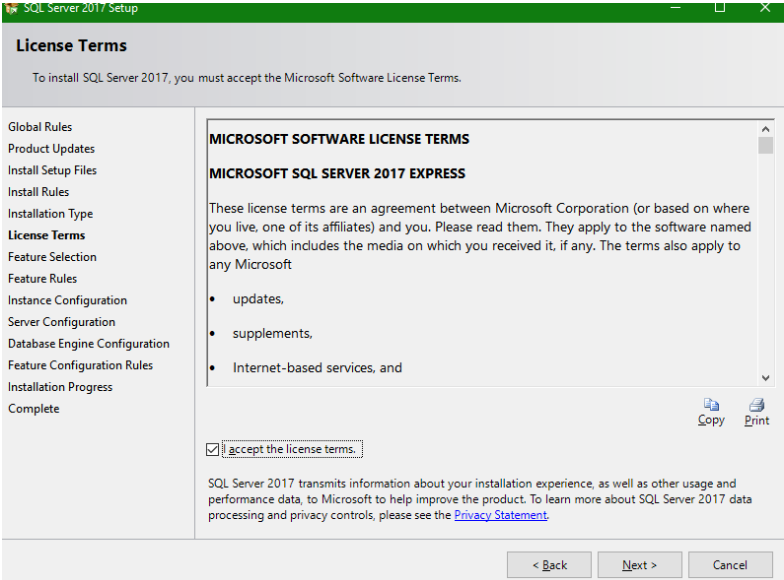 SQL Server 2017 Setup
License Terms
To install SQL Server 2017, you must accept the Microsoft Software License Terms.
Global Rules
Product Updates
Install Setup Files
Install Rules
Installation Type
License Terms
Feature Selection
Feature Rules
Instance Configuration
Server Configuration
Database Engine Configuration
Feature Configuration Rules
Installation Progress
Complete
MICROSOFT SOFTWARE LICENSE TERMS
MICROSOFT SQL SERVER 2017 EXPRESS
These license terms are an agreement between Microsoft Corporation (or based on where
you live, one of its affiliates) and you. Please read them. They apply to the software named
above, which includes the media on which you received it, if any. The terms also apply to
any Microsoft
• updates,
• supplements,
• Internet-based services, and
Copy Print
I accept the license terms.
SQL Server 2017 transmits information about your installation experience, as well as other usage and
performance data, to Microsoft to help improve the product. To learn more about SQL Server 2017 data
processing and privacy controls, please see the Privacy Statement.
< Back Next > Cancel